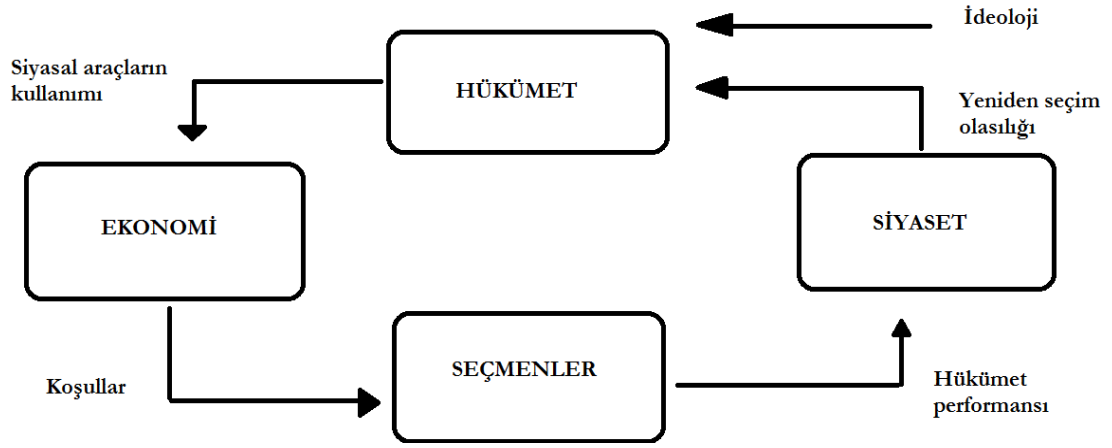 İdeoloji
Siyasal araçların
kullanımı
HÜKÜMET
Yeniden seçim
olasılığı
EKONOMİ
SİYASET
SEÇMENLER
Koşullar
Hükümet
performansı